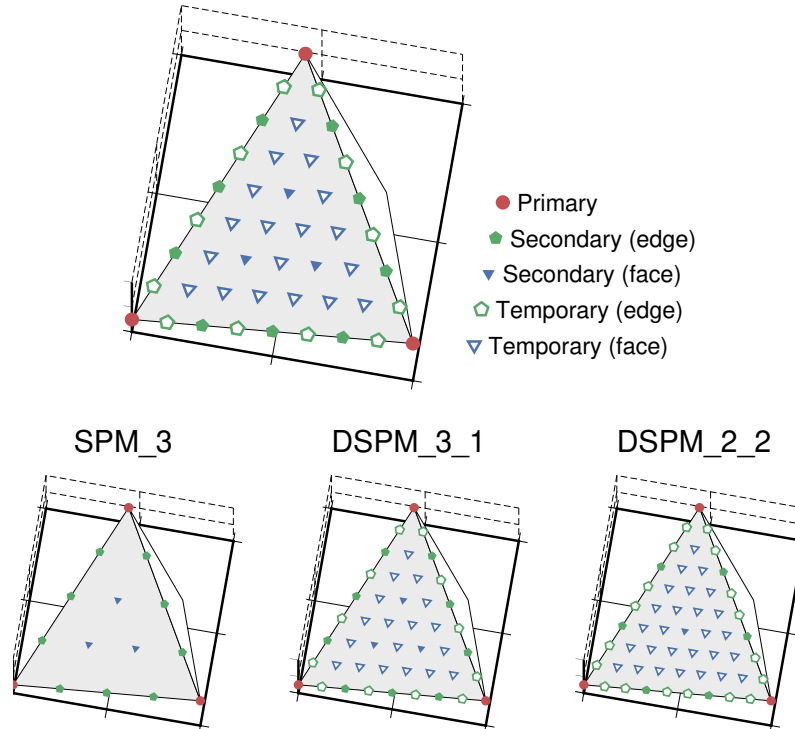 Primary
Secondary (edge)
Secondary (face)
Temporary (edge)
Temporary (face)
SPM_3
DSPM_3_1
DSPM_2_2